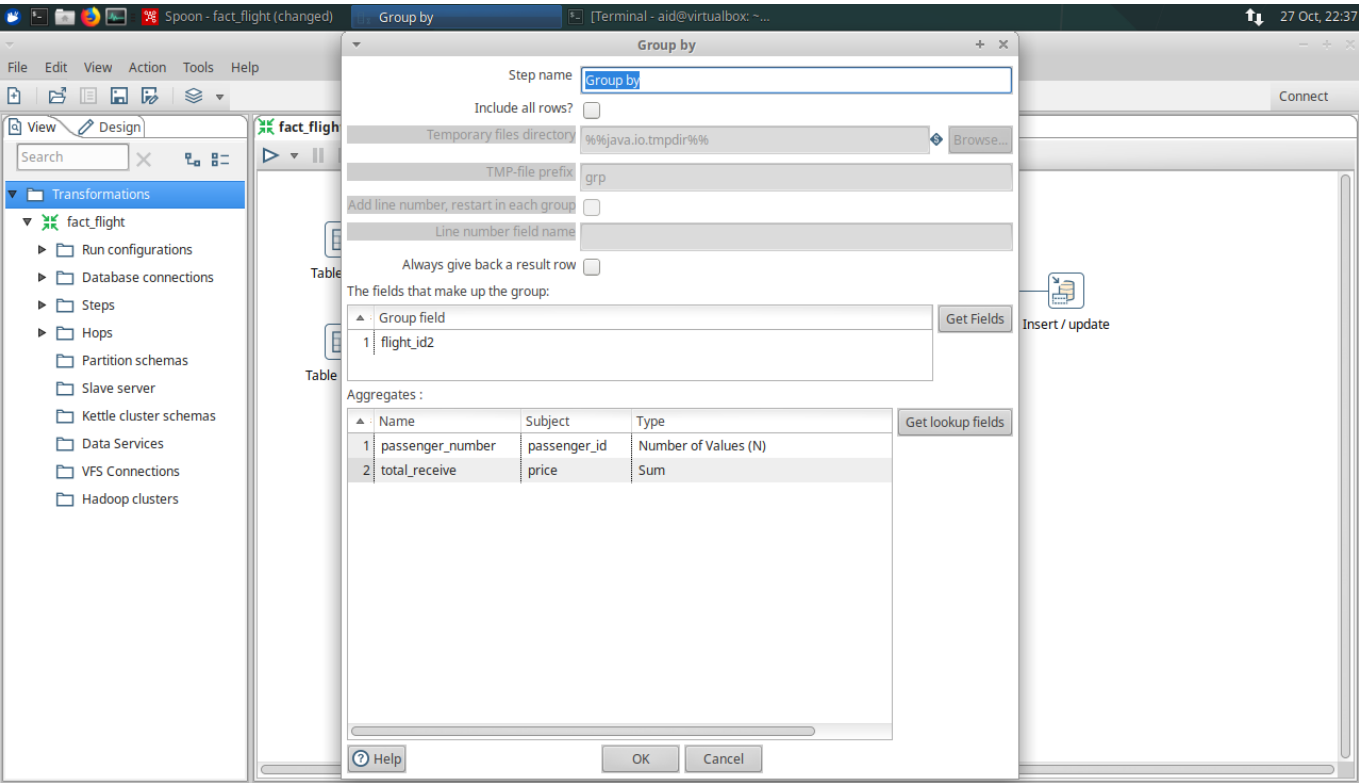 Spoon - fact_flight (changed)
Group by
[Terminal - aid@virtualbox: ~...
27 Oct, 22:37
Group by
File Edit View Action Tools Help
Connect
View
Design
Search
Transformations
fact_flight
Run configurations
Database connections
Steps
Hops
Partition schemas
Slave server
Kettle cluster schemas
Data Services
VFS Connections
Hadoop clusters
fact_fligh
Table
Table
Step name Group by
Include all rows?
Temporary files directory %%java.io.tmpdir%% Browse...
TMP-file prefix grp
Add line number, restart in each group
Line number field name
Always give back a result row
The fields that make up the group:
Group field
Get Fields
1 flight_id2
Aggregates :
Name Subject Type
Get lookup fields
1 passenger_number passenger_id Number of Values (N)
2 total_receive price Sum
Help OK Cancel
Insert / update